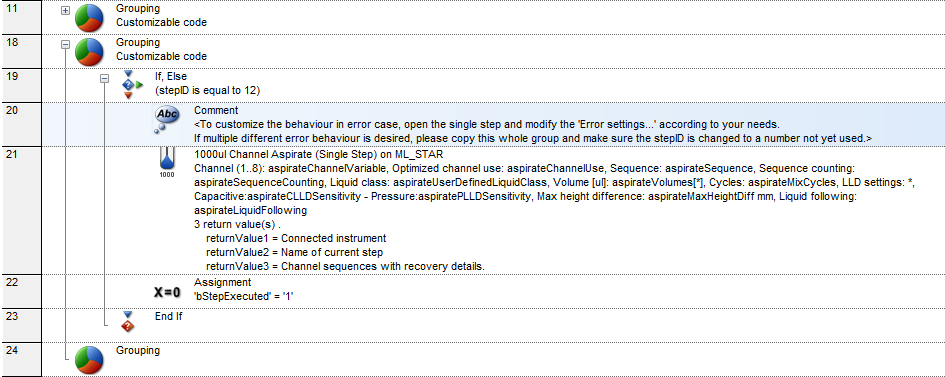 11
Grouping
Customizable code
18
Grouping
Customizable code
19
If, Else
(stepID is equal to 12)
20
Abc
Comment
<To customize the behaviour in error case, open the single step and modify the 'Error settings...' according to your needs.
If multiple different error behaviour is desired, please copy this whole group and make sure the stepID is changed to a number not yet used.>
21
1000
1000ul Channel Aspirate (Single Step) on ML_STAR
Channel (1..8): aspirateChannelVariable, Optimized channel use: aspirateChannelUse, Sequence: aspirateSequence, Sequence counting:
aspirateSequenceCounting, Liquid class: aspirateUserDefinedLiquidClass, Volume [ul]: aspirateVolumes[*], Cycles: aspirateMixCycles, LLD settings: *,
Capacitive:aspirateCLLDSensitivity - Pressure:aspiratePLLDSensitivity, Max height difference: aspirateMaxHeightDiff mm, Liquid following:
aspirateLiquidFollowing
3 return value(s) .
returnValue1 = Connected instrument
returnValue2 = Name of current step
returnValue3 = Channel sequences with recovery details.
22
X=0
Assignment
'bStepExecuted' = '1'
23
End If
24
Grouping